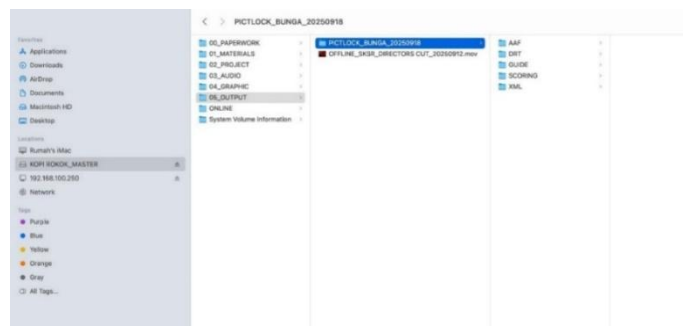 PICTLOCK_BUNGA_20250918
Favorites
Applications
Downloads
AirDrop
Documents
Macintosh HD
Desktop
Locations
Rumah's iMac
KOPI ROKOK_MASTER
192.168.100.250
Network
Tags
Purple
Blue
Yellow
Orange
Gray
All Tags...
00_PAPERWORK
01_MATERIALS
02_PROJECT
03_AUDIO
04_GRAPHIC
05_OUTPUT
ONLINE
System Volume Information
PICTLOCK_BUNGA_20250918
OFFLINE_SKSR_DIRECTORS CUT_20250912.mov
AAF
DRT
GUIDE
SCORING
XML